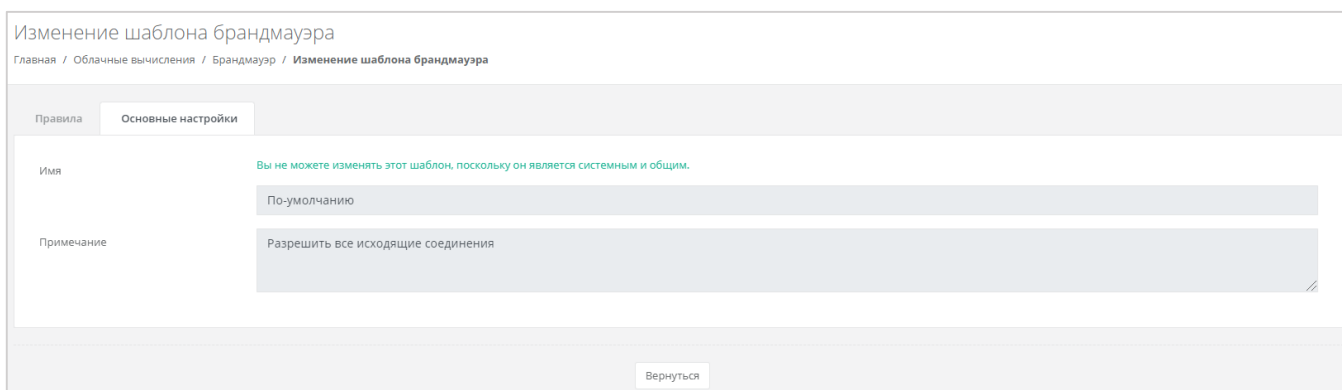 Изменение шаблона брандмауэра
Главная / Облачные вычисления / Брандмауэр / Изменение шаблона брандмауэра
Правила Основные настройки
Имя
Вы не можете изменять этот шаблон, поскольку он является системным и общим.
По-умолчанию
Примечание
Разрешить все исходящие соединения
Вернуться